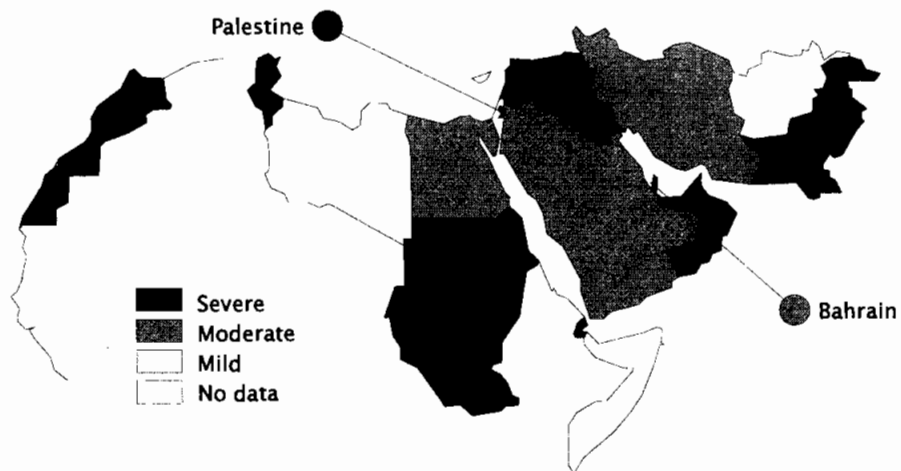 Palestine
Severe
Moderate
Mild
No data
Bahrain